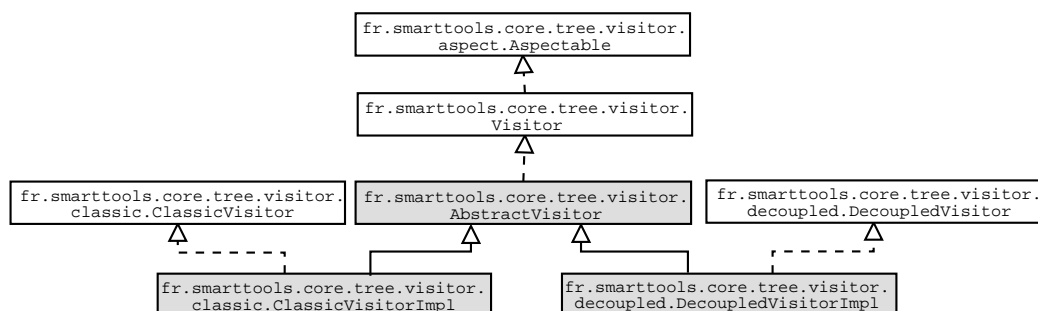 fr.smarttools.core.tree.visitor.
aspect.Aspectable
fr.smarttools.core.tree.visitor.
Visitor
fr.smarttools.core.tree.visitor.
classic.ClassicVisitor
fr.smarttools.core.tree.visitor.
AbstractVisitor
fr.smarttools.core.tree.visitor.
decoupled.DecoupledVisitor
fr.smarttools.core.tree.visitor.
classic.ClassicVisitorImpl
fr.smarttools.core.tree.visitor.
decoupled.DecoupledVisitorImpl